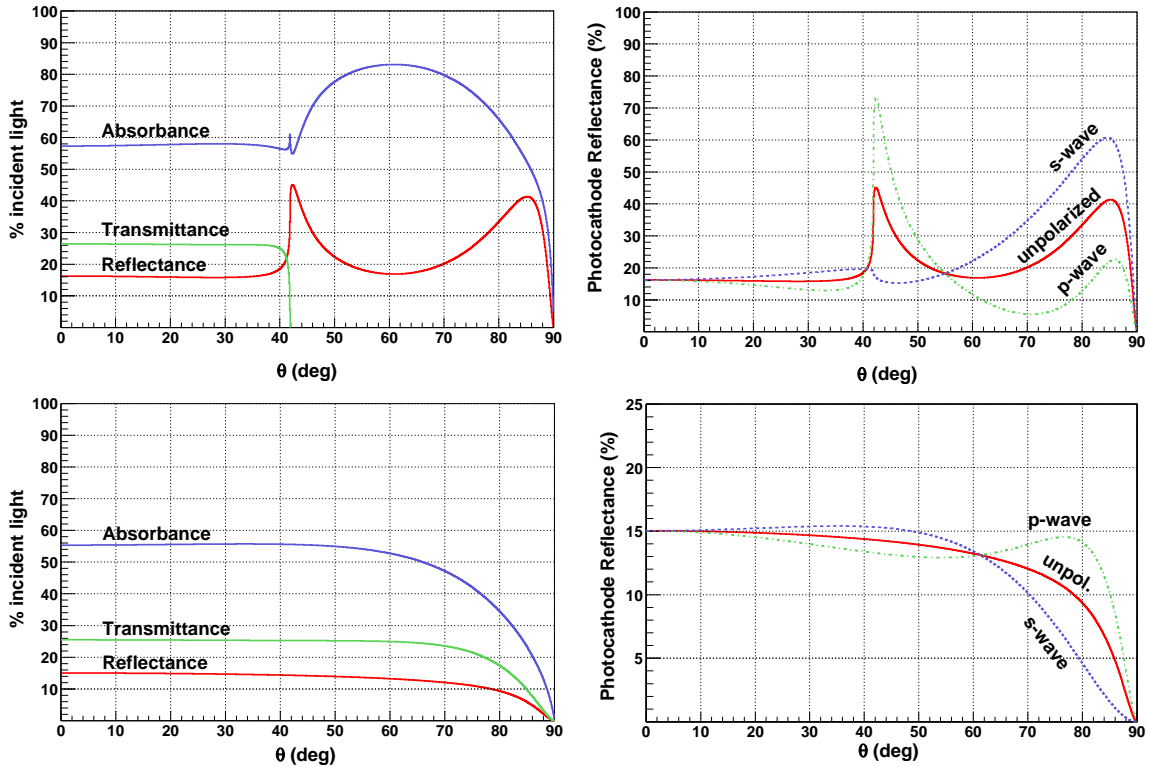 100
90
80
70
60
50
40
30
20
10
% incident light
Absorbance
Transmittance
Reflectance
0 10 20 30 40 50 60 70 80 90
θ (deg)
100
90
80
70
60
50
40
30
20
10
Photocathode Reflectance (%)
s-wave
unpolarized
p-wave
0 10 20 30 40 50 60 70 80 90
θ (deg)
100
90
80
70
60
50
40
30
20
10
% incident light
Absorbance
Transmittance
Reflectance
0 10 20 30 40 50 60 70 80 90
θ (deg)
25
20
15
10
5
Photocathode Reflectance (%)
p-wave
unpol.
s-wave
0 10 20 30 40 50 60 70 80 90
θ (deg)